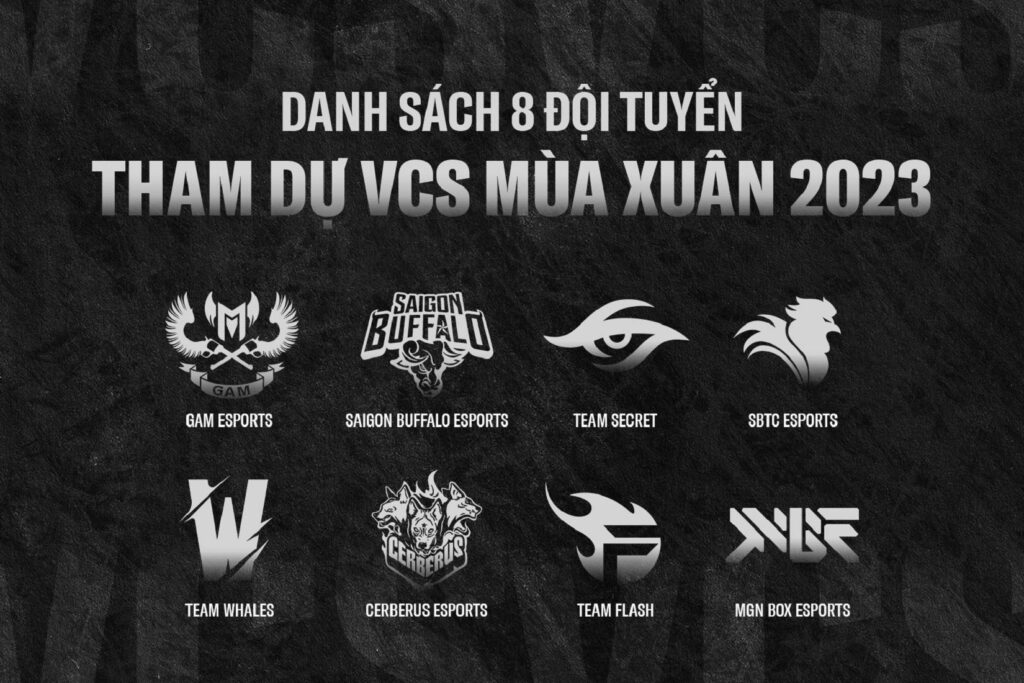 DANH SÁCH 8 ĐỘI TUYỂN
THAM DỰ VCS MÙA XUÂN 2023
M
GAM
SAIGON
BUFFALO
GAM ESPORTS
SAIGON BUFFALO ESPORTS
TEAM SECRET
SBTC ESPORTS
W
CERBERUS
F
MBE
TEAM WHALES
CERBERUS ESPORTS
TEAM FLASH
MGN BOX ESPORTS